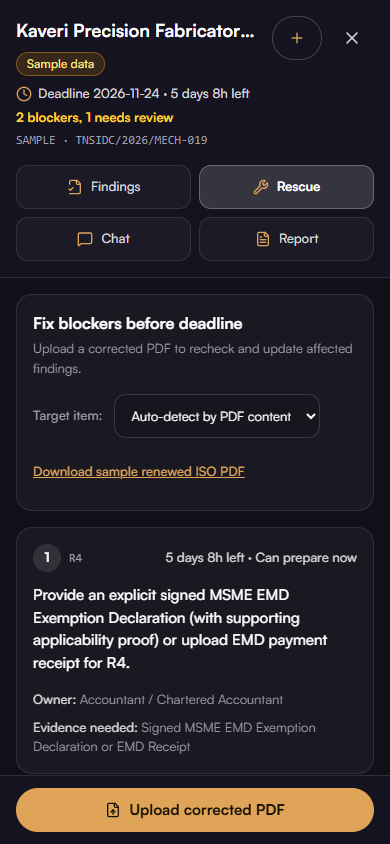 Kaveri Precision Fabricator...
Sample data
Deadline 2026-11-24 · 5 days 8h left
2 blockers, 1 needs review
SAMPLE · TNSIDC/2026/MECH-019
Findings
Rescue
Chat
Report
Fix blockers before deadline
Upload a corrected PDF to recheck and update affected
findings.
Target item:
Auto-detect by PDF content
Download sample renewed ISO PDF
1
R4
5 days 8h left · Can prepare now
Provide an explicit signed MSME EMD
Exemption Declaration (with supporting
applicability proof) or upload EMD payment
receipt for R4.
Owner: Accountant / Chartered Accountant
Evidence needed: Signed MSME EMD Exemption
Declaration or EMD Receipt
Upload corrected PDF